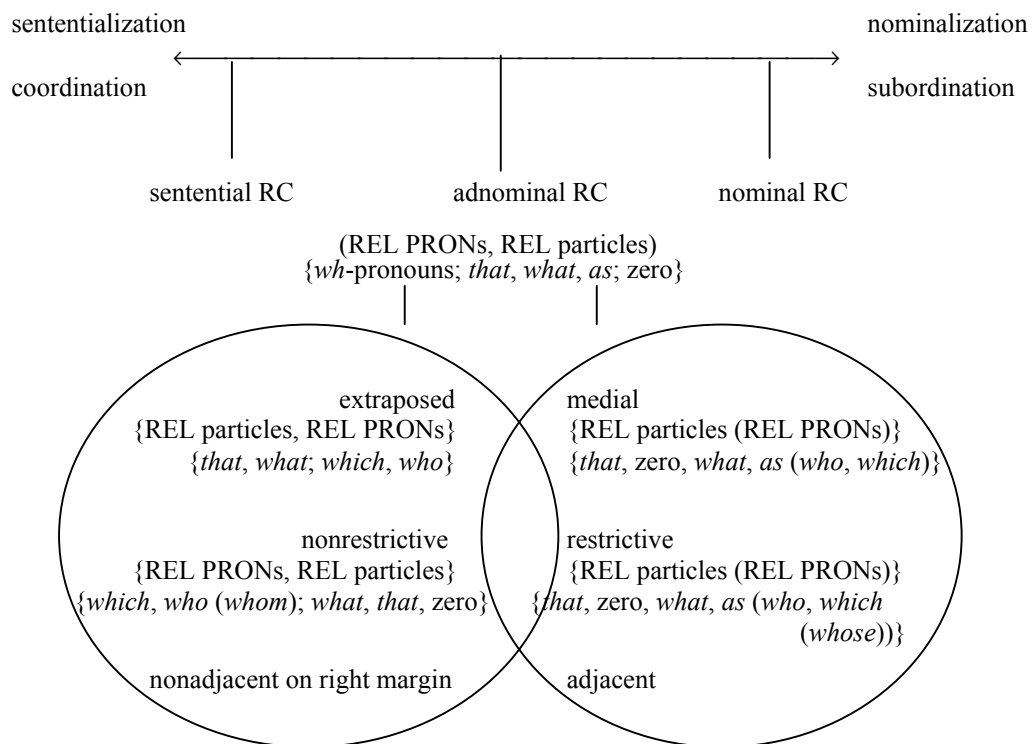 sententialization nominalization
coordination subordination
sentential RC adnominal RC nominal RC
(REL PRONs, REL particles)
{wh-pronouns; that, what, as; zero}
extraposed
{REL particles, REL PRONs}
{that, what; which, who}
nonrestrictive
{REL PRONs, REL particles}
{which, who (whom); what, that, zero}
nonadjacent on right margin
medial
{REL particles (REL PRONs)}
{that, zero, what, as (who, which)}
restrictive
{REL particles (REL PRONs)}
{that, zero, what, as (who, which
(whose))}
adjacent